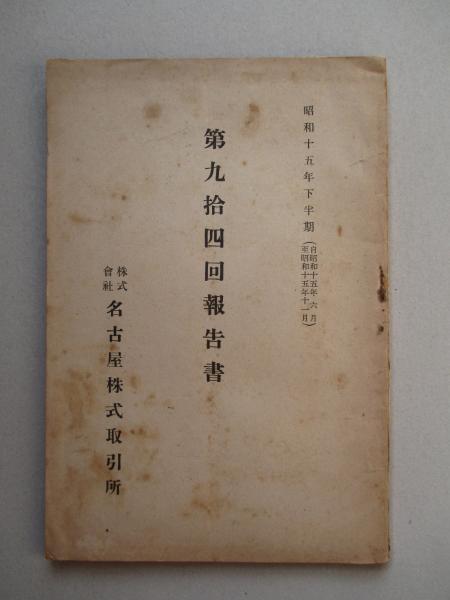 昭和十五年下半期（自昭和十五年六月至昭和十五年十一月）
第九拾四回報告書
株式會社名古屋株式取引所